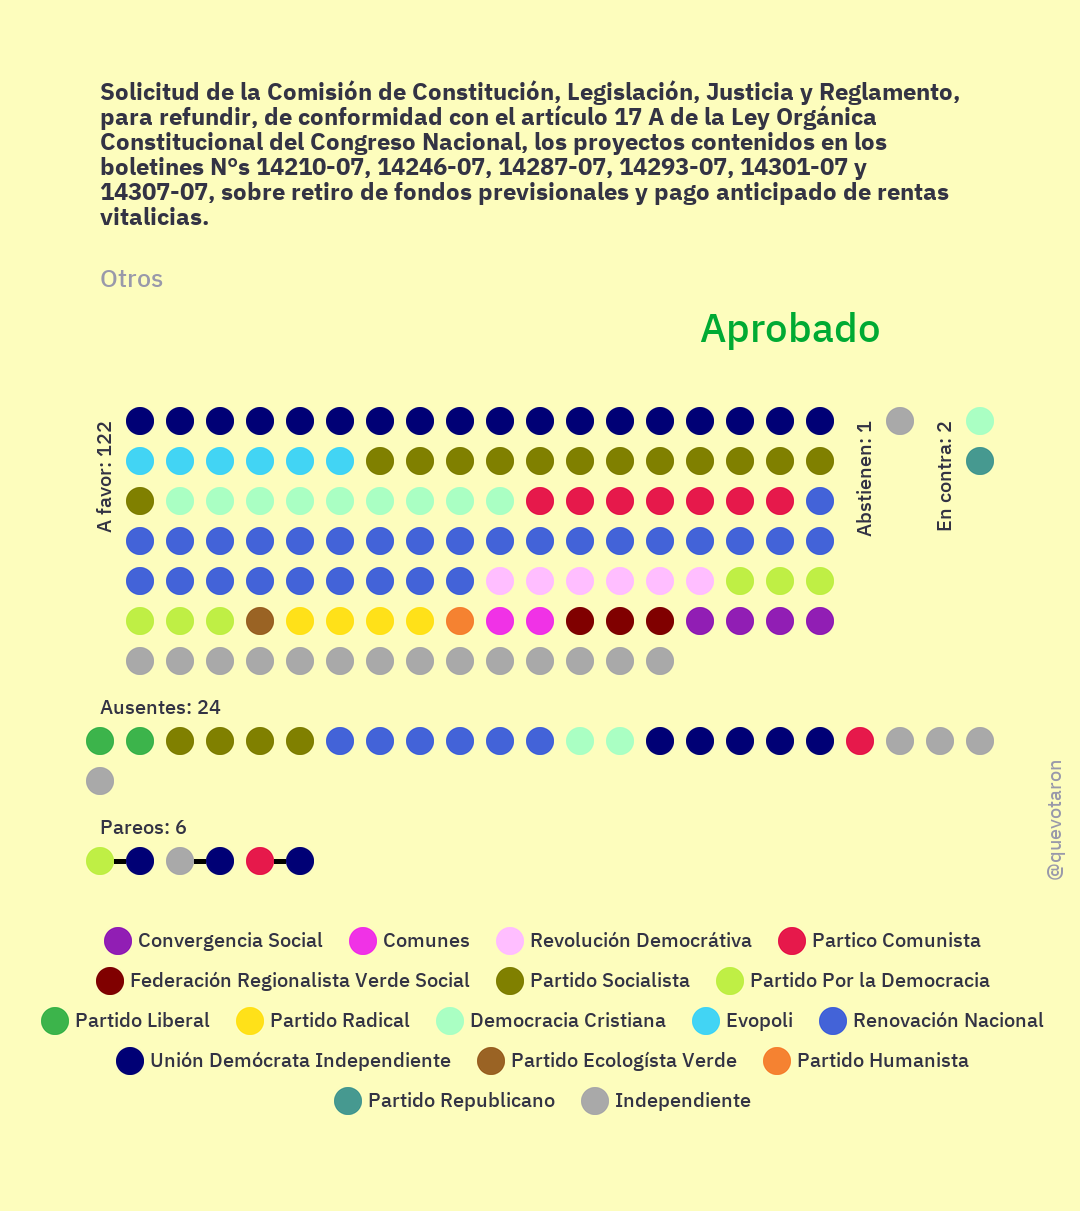 Solicitud de la Comisión de Constitución, Legislación, Justicia y Reglamento,
para refundir, de conformidad con el artículo 17 A de la Ley Orgánica
Constitucional del Congreso Nacional, los proyectos contenidos en los
boletines N°s 14210-07, 14246-07, 14287-07, 14293-07, 14301-07 y
14307-07, sobre retiro de fondos previsionales y pago anticipado de rentas
vitalicias.
Otros
Aprobado
A favor: 122
Abstienen: 1
En contra: 2
Ausentes: 24
Pareos: 6
@quevotaron
Convergencia Social Comunes Revolución Democrátiva Partico Comunista
Federación Regionalista Verde Social Partido Socialista Partido Por la Democracia
Partido Liberal Partido Radical Democracia Cristiana Evopoli Renovación Nacional
Unión Demócrata Independiente Partido Ecologísta Verde Partido Humanista
Partido Republicano Independiente